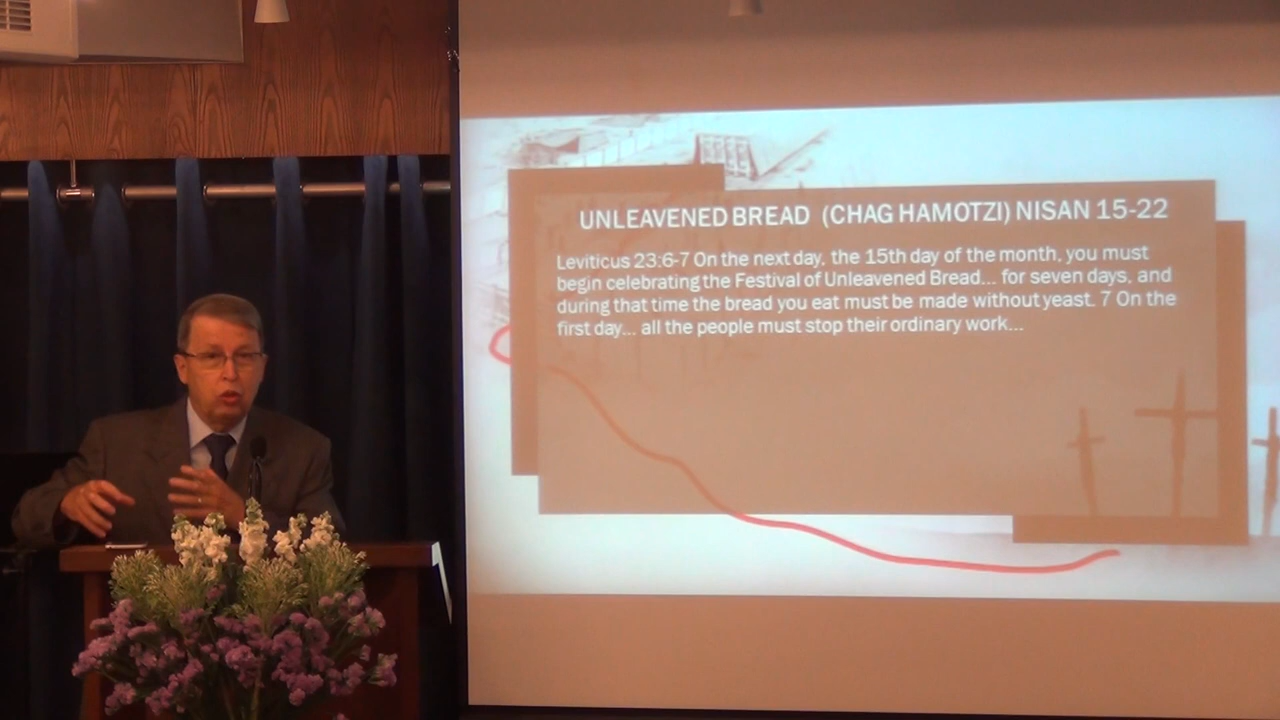 UNLEAVENED BREAD (CHAG HAMOTZI) NISAN 15-22
Leviticus 23:6-7 On the next day, the 15th day of the month, you must
begin celebrating the Festival of Unleavened Bread... for seven days, and
during that time the bread you eat must be made without yeast. 7 On the
first day... all the people must stop their ordinary work...